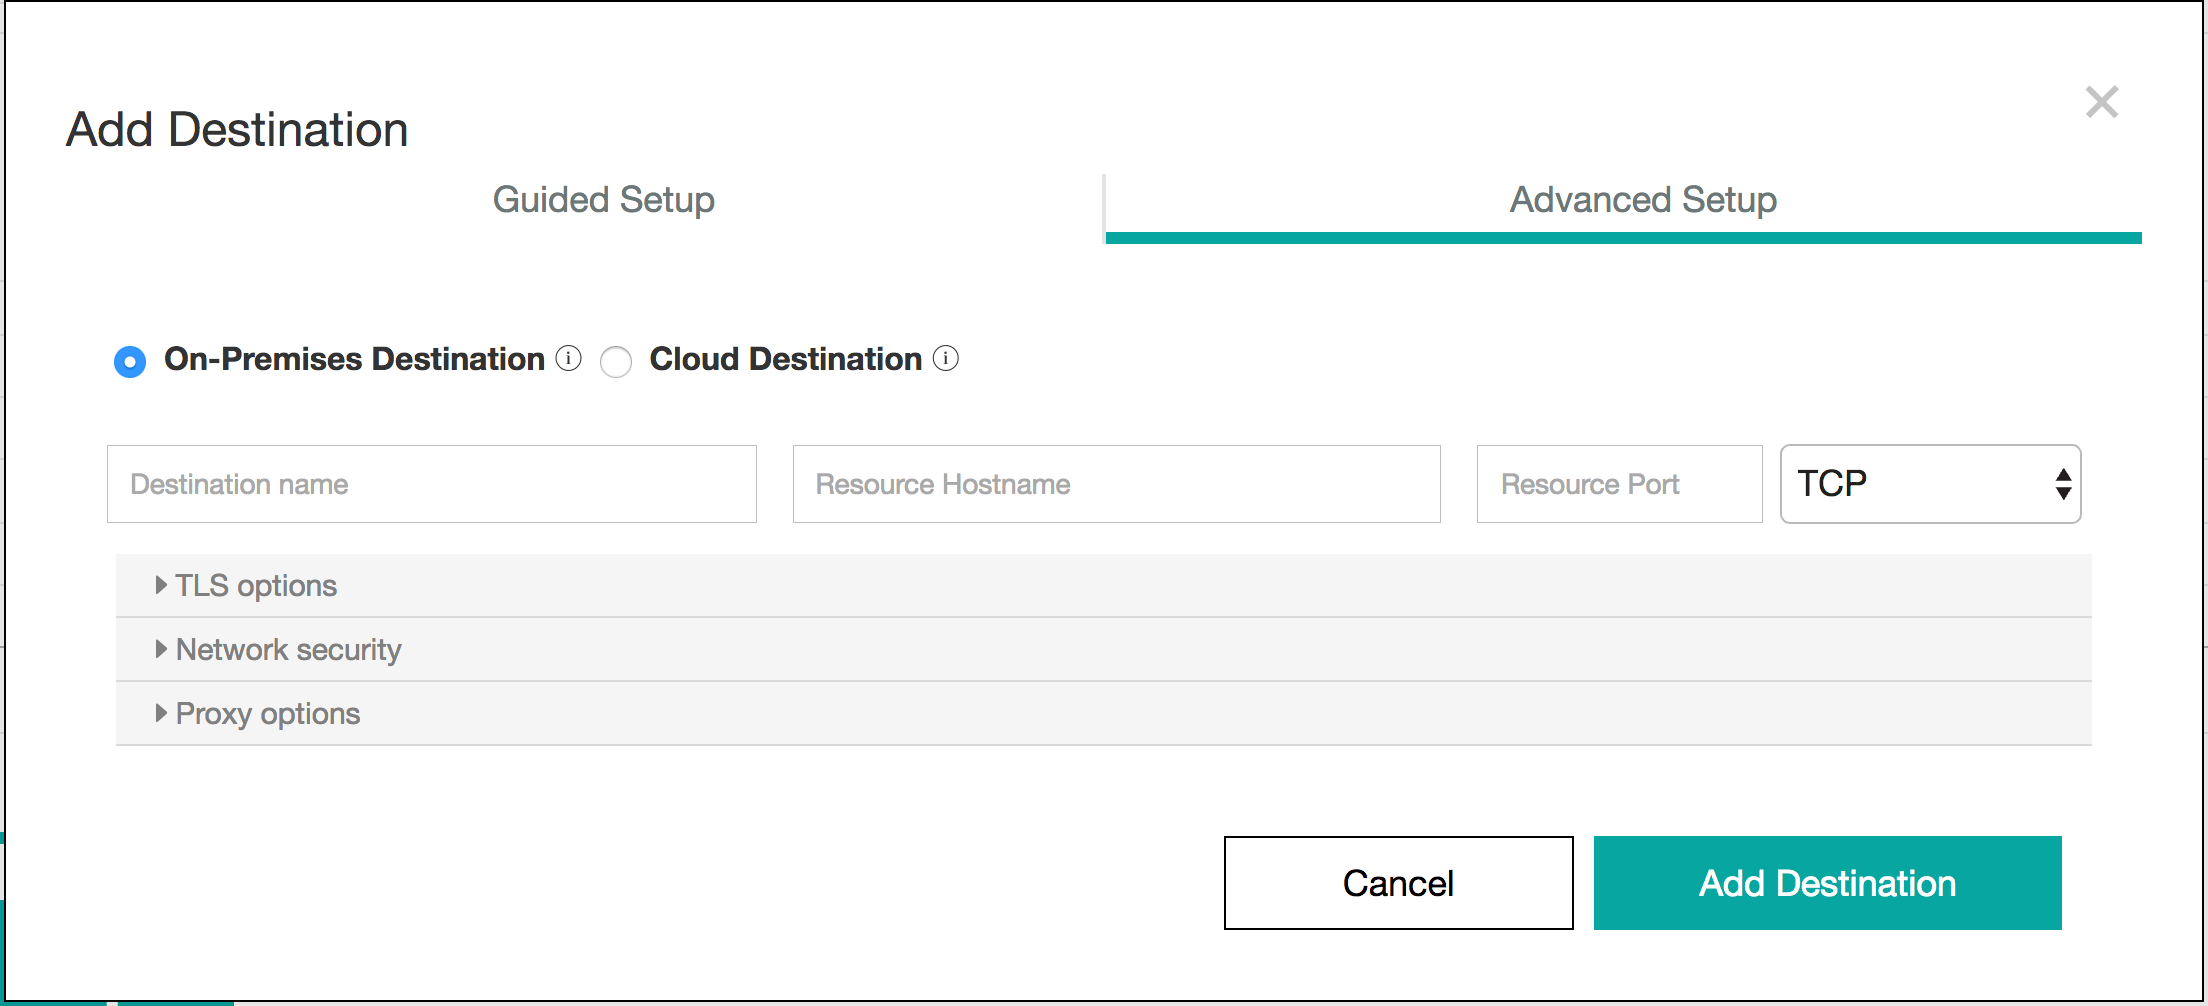 Add Destination
Guided Setup
Advanced Setup
On-Premises Destination
Cloud Destination
Destination name
Resource Hostname
Resource Port
TCP
TLS options
Network security
Proxy options
Cancel
Add Destination